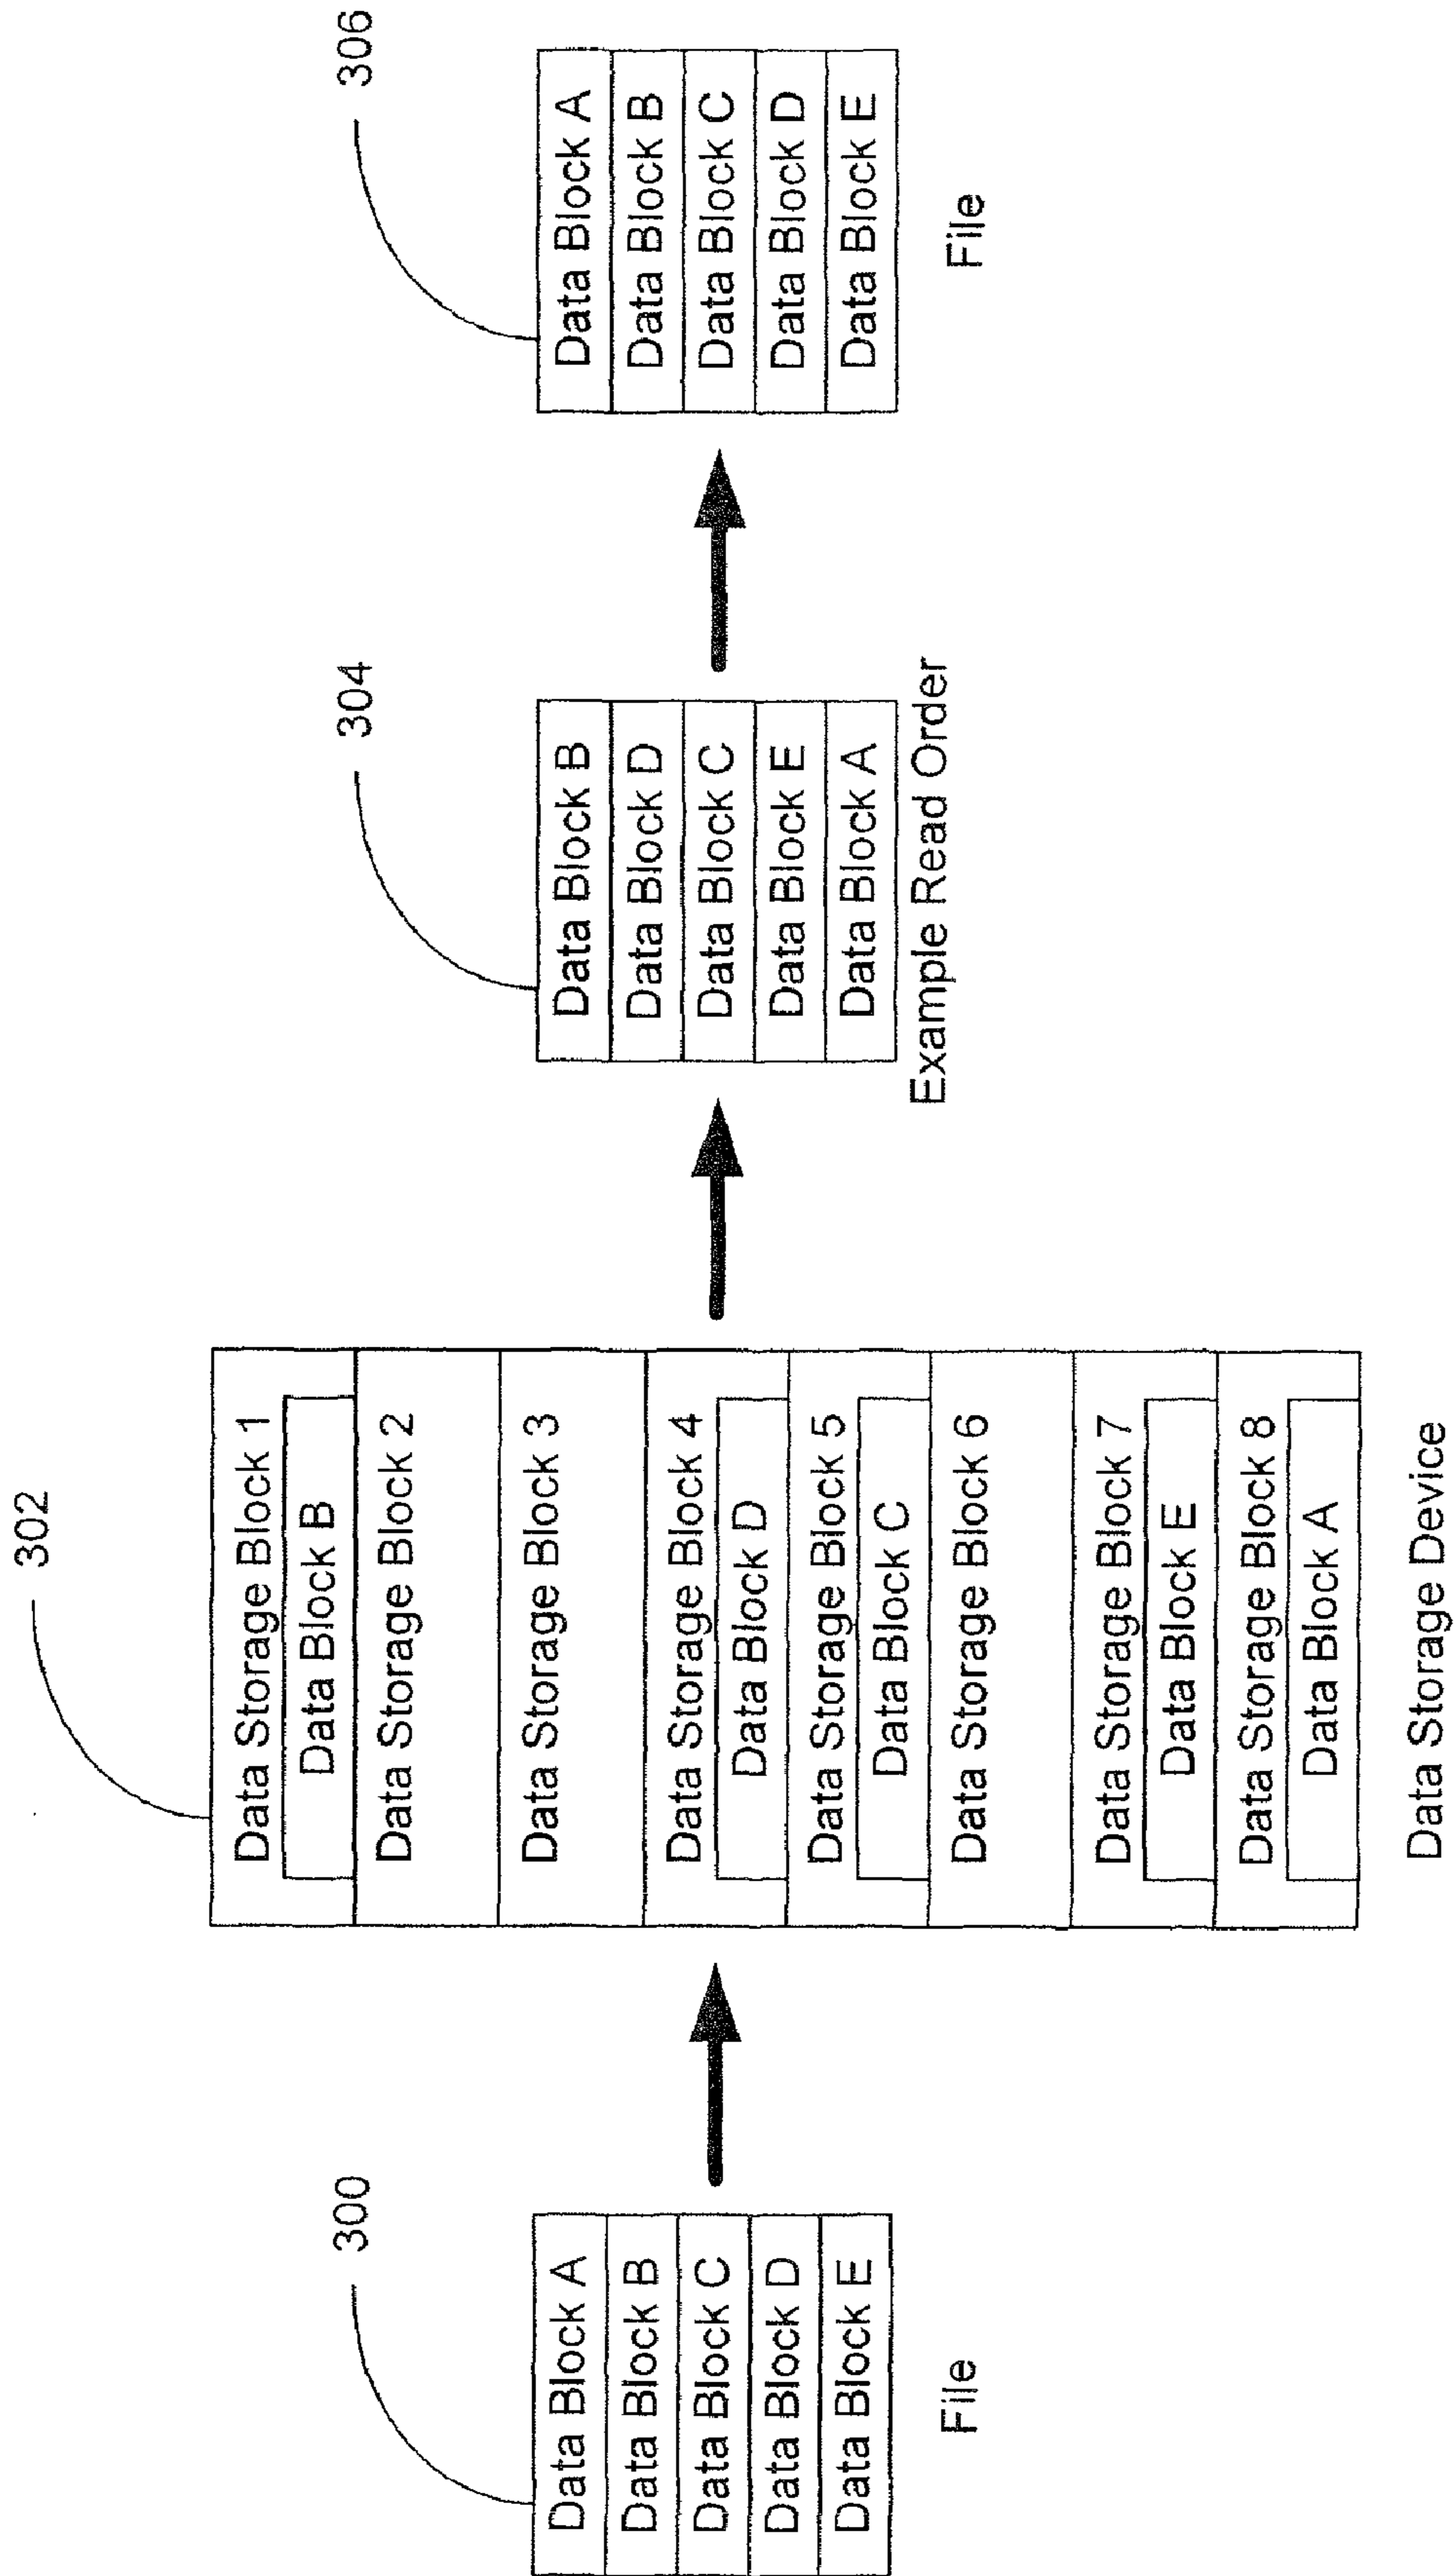 300
Data Block A
Data Block B
Data Block C
Data Block D
Data Block E
File
302
Data Storage Block 1
Data Block B
Data Storage Block 2
Data Storage Block 3
Data Storage Block 4
Data Block D
Data Storage Block 5
Data Block C
Data Storage Block 6
Data Storage Block 7
Data Block E
Data Storage Block 8
Data Block A
Data Storage Device
304
Data Block B
Data Block D
Data Block C
Data Block E
Data Block A
Example Read Order
306
Data Block A
Data Block B
Data Block C
Data Block D
Data Block E
File